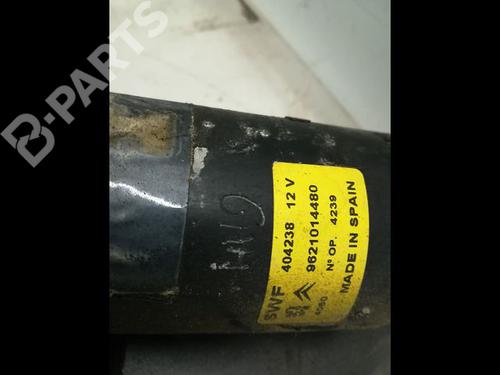 B-PARTS
SWF 404238 12 V
9621014480
Nº OP. 4239
MADE IN SPAIN